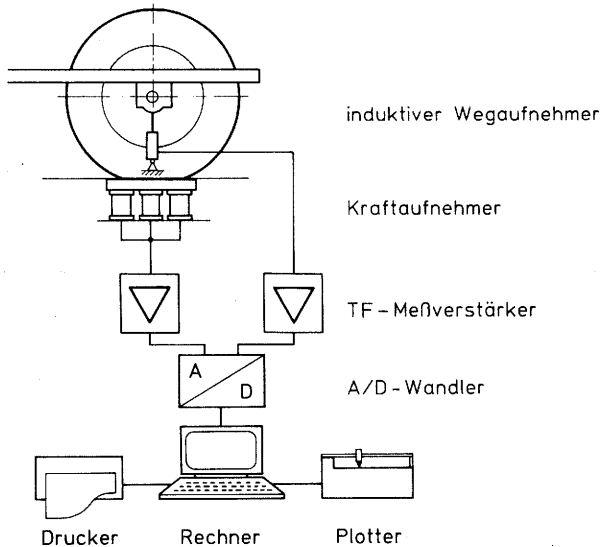 induktiver Wegaufnehmer
Kraftaufnehmer
TF-Meßverstärker
A
D
A/D-Wandler
Drucker
Rechner
Plotter